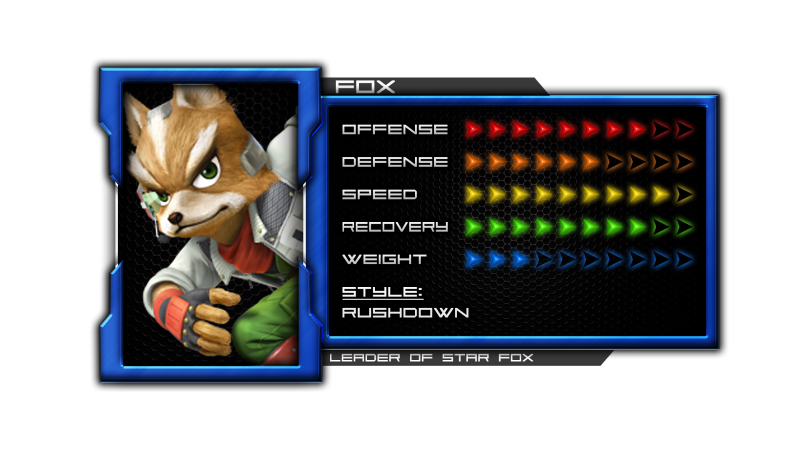 FOX
OFFENSE
DEFENSE
SPEED
RECOVERY
WEIGHT
STYLE:
RUSHDOWN
LEADER OF STAR FOX